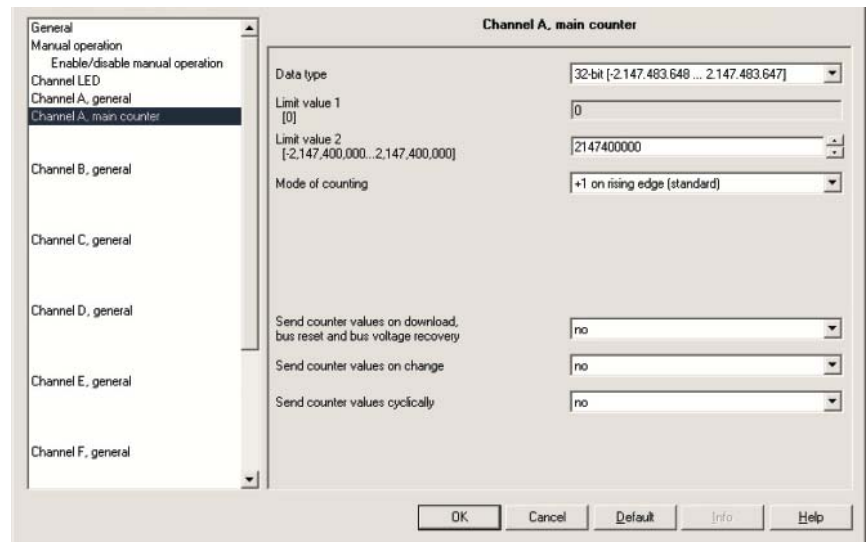 Channel A, main counter
General
Manual operation
Enable/disable manual operation
Channel LED
Channel A, general
Channel A, main counter
Channel B, general
Channel C, general
Channel D, general
Channel E, general
Channel F, general
Data type
32-bit [-2.147.483.648 ... 2.147.483.647]
Limit value 1
[0]
0
Limit value 2
[-2,147,400,000...2,147,400,000]
2147400000
Mode of counting
+1 on rising edge (standard)
Send counter values on download,
bus reset and bus voltage recovery
no
Send counter values on change
no
Send counter values cyclically
no
OK
Cancel
Default
Info
Help